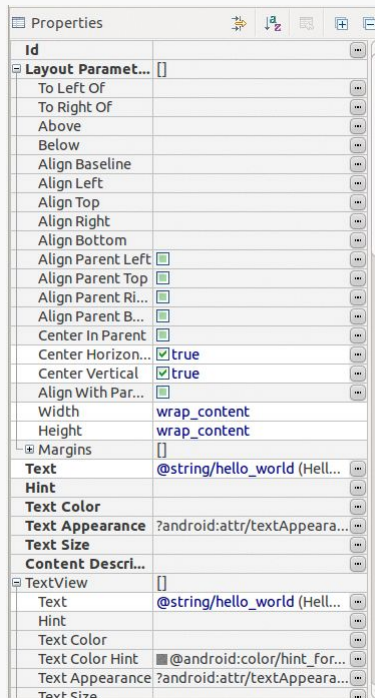 Properties
Id
Layout Paramet... []
To Left Of
To Right Of
Above
Below
Align Baseline
Align Left
Align Top
Align Right
Align Bottom
Align Parent Left
Align Parent Top
Align Parent Ri...
Align Parent B...
Center In Parent
Center Horizon... true
Center Vertical true
Align With Par...
Width wrap_content
Height wrap_content
Margins []
Text @string/hello_world (Hell...
Hint
Text Color
Text Appearance ?android:attr/textAppeara...
Text Size
Content Descri...
TextView []
Text @string/hello_world (Hell...
Hint
Text Color
Text Color Hint @android:color/hint_for...
Text Appearance ?android:attr/textAppeara...
Text Size